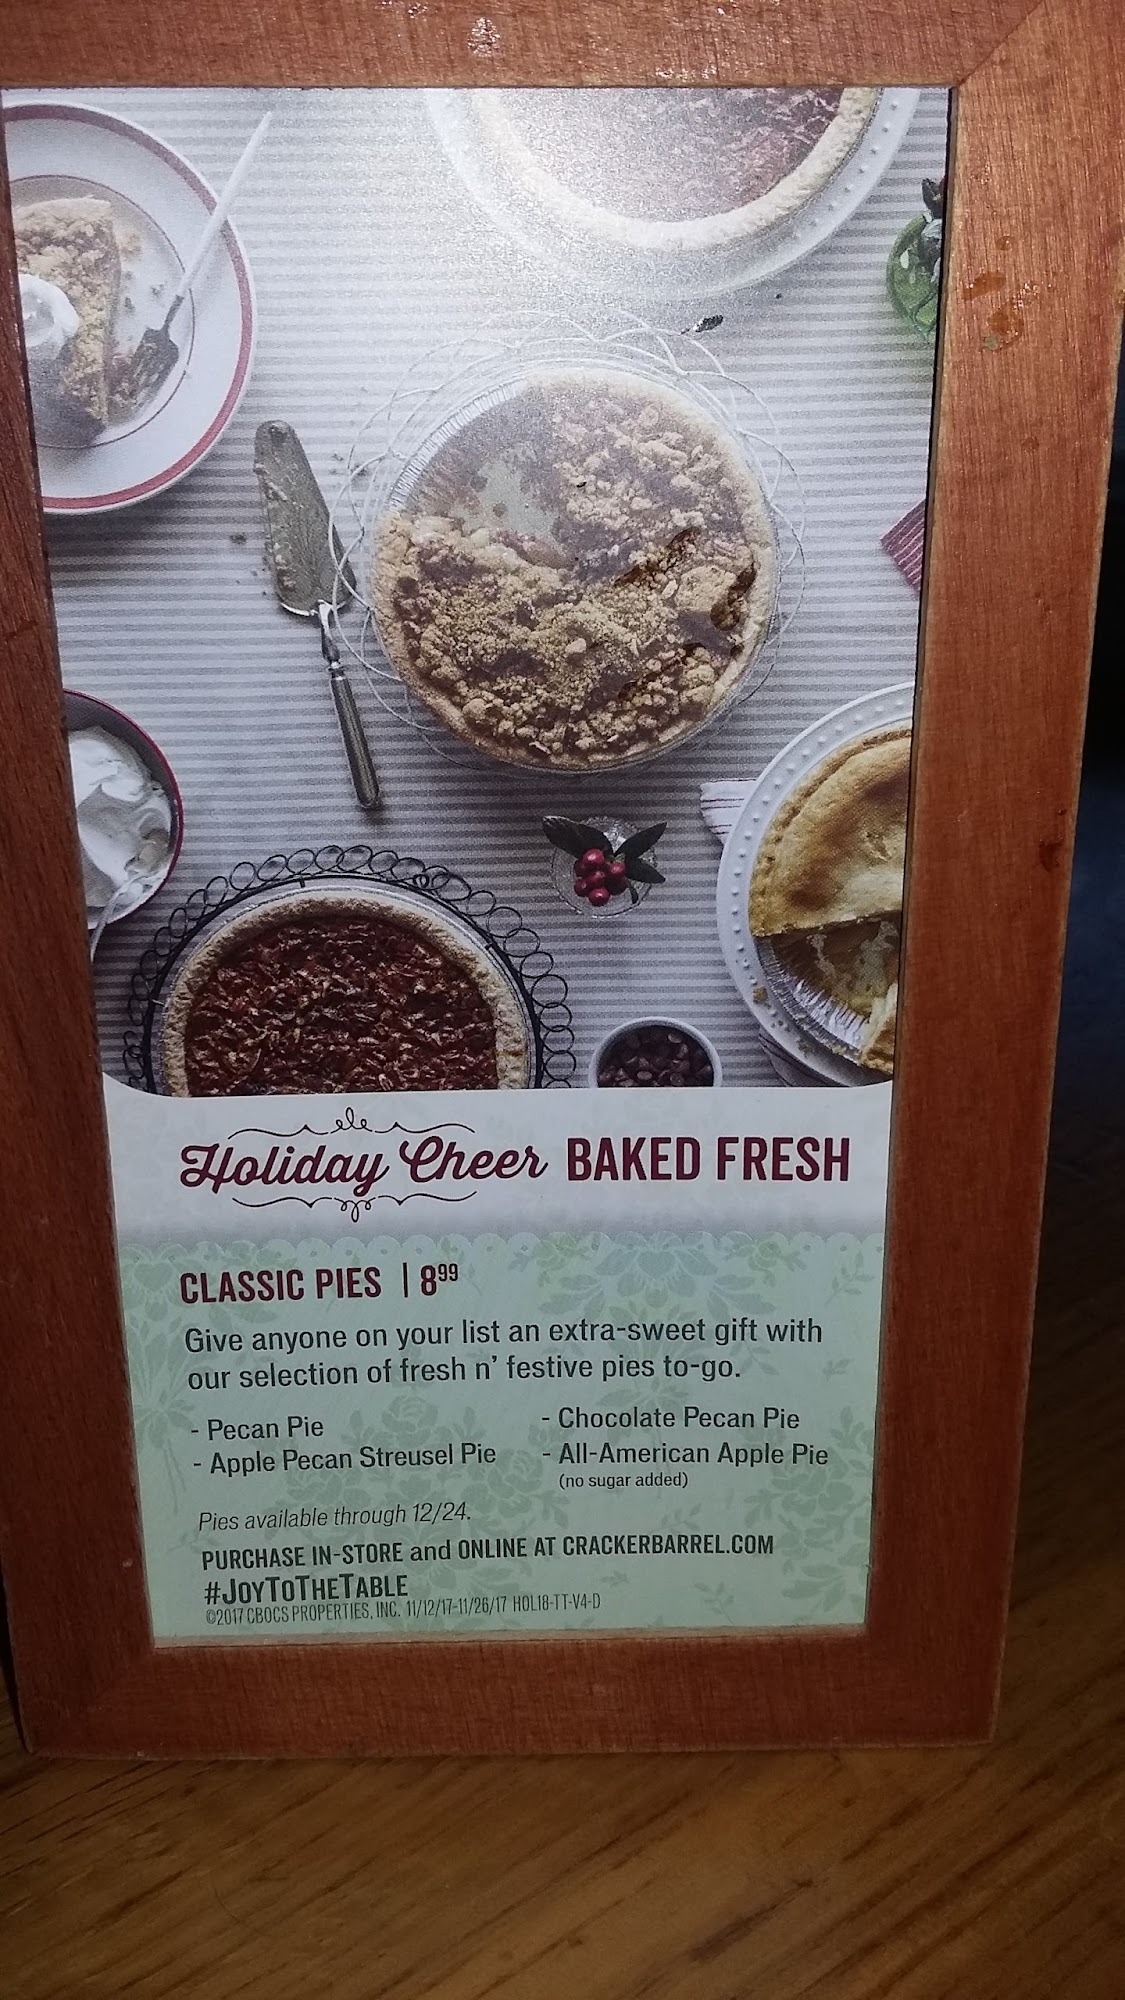 Holiday Cheer BAKED FRESH
CLASSIC PIES | 8⁹⁹
Give anyone on your list an extra-sweet gift with
our selection of fresh n' festive pies to-go.
- Pecan Pie
- Apple Pecan Streusel Pie
- Chocolate Pecan Pie
- All-American Apple Pie
(no sugar added)
Pies available through 12/24.
PURCHASE IN-STORE and ONLINE AT CRACKERBARREL.COM
#JOYTOTHETABLE
©2017 CBOCS PROPERTIES, INC. 11/12/17-11/26/17 HOL18-TT-V4-D